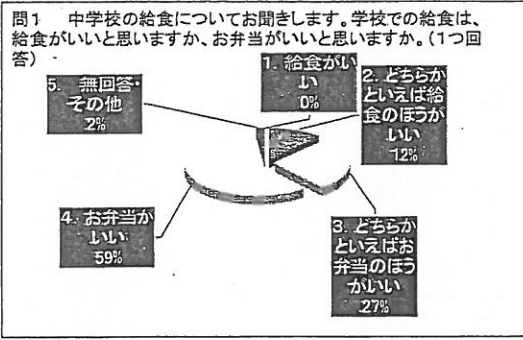 問1　中学校の給食についてお聞きします。学校での給食は、
給食がいいと思いますか、お弁当がいいと思いますか。(1つ回
答)
1. 給食がい
い
0%
2. どちらか
といえば給
食のほうが
いい
12%
3. どちらか
といえばお
弁当のほう
がいい
27%
4. お弁当が
いい
59%
5. 無回答・
その他
2%